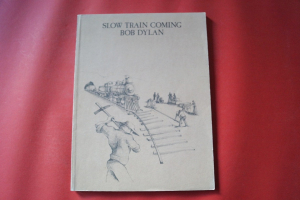 SLOW TRAIN COMING
BOB DYLAN